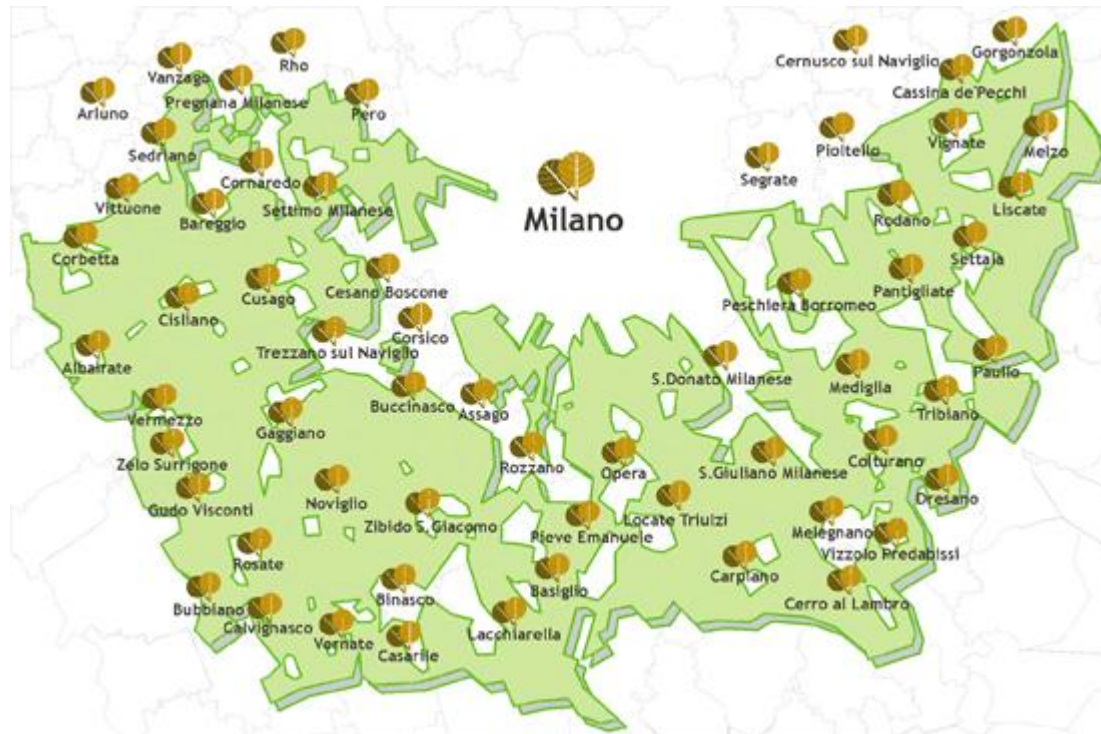 Gorgonzola
Rho
Cernusco sul Naviglio
Vanzago
Cassina de'Pecchi
Pregnana Milanese
Arluno
Pero
Vignate
Pioltello
Melzo
Sedriano
Segrate
Cornaredo
Vittuone
Bareggio
Settimo Milanese
Milano
Rodano
Liscate
Corbetta
Settala
Cusago
Cesano Boscone
Pantigliate
Peschiera Borromeo
Cisliano
Corsico
Trezzano sul Naviglio
Albairate
Mediglia
Paullo
S.Donato Milanese
Buccinasco
Assago
Tribiano
Vermezzo
Gaggiano
Zelo Surrigone
Rozzano
Opera
S.Giuliano Milanese
Colturano
Dresano
Gudo Visconti
Noviglio
Zibido S.Giacomo
Locate Triulzi
Pieve Emanuele
Melegnano
Vizzolo Predabissi
Rosate
Carpiano
Basiglio
Binasco
Cerro al Lambro
Bubbiano
Calvignasco
Vernate
Lacchiarella
Casarile